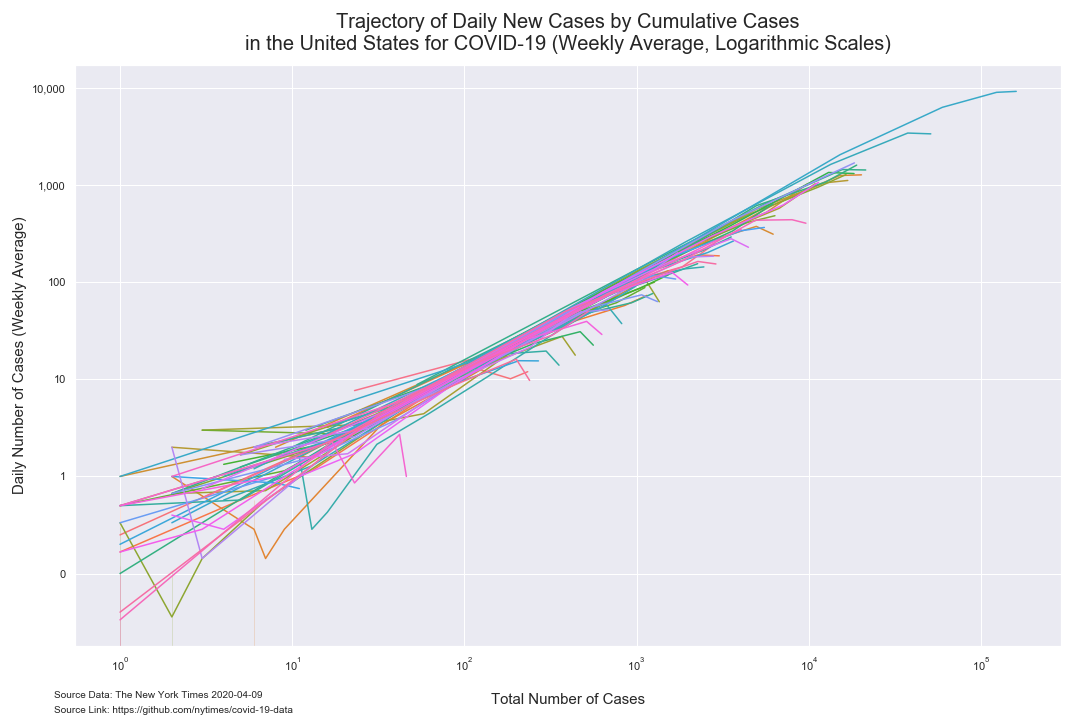 Trajectory of Daily New Cases by Cumulative Cases
in the United States for COVID-19 (Weekly Average, Logarithmic Scales)
Daily Number of Cases (Weekly Average)
10,000
1,000
100
10
1
0
10⁰
10¹
10²
10³
10⁴
10⁵
Total Number of Cases
Source Data: The New York Times 2020-04-09
Source Link: https://github.com/nytimes/covid-19-data